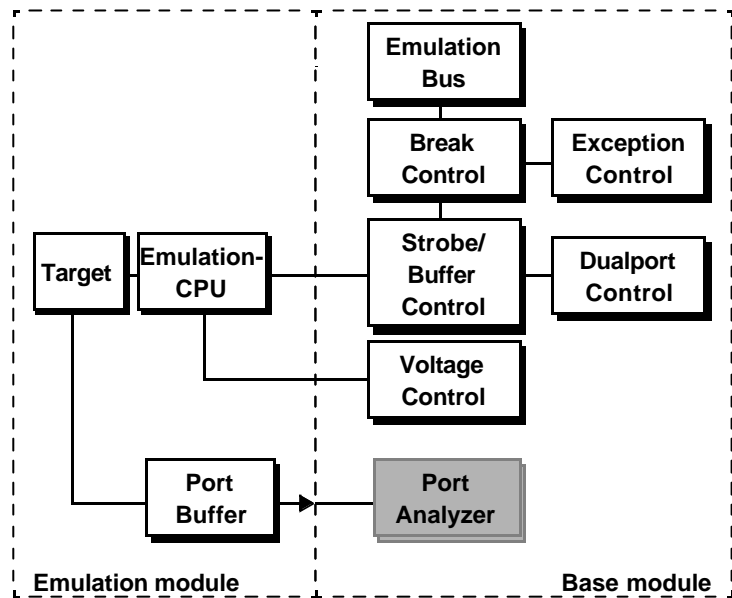 Emulation
Bus
Break
Control
Exception
Control
Target
Emulation-
CPU
Strobe/
Buffer
Control
Dualport
Control
Voltage
Control
Port
Buffer
Port
Analyzer
Emulation module
Base module